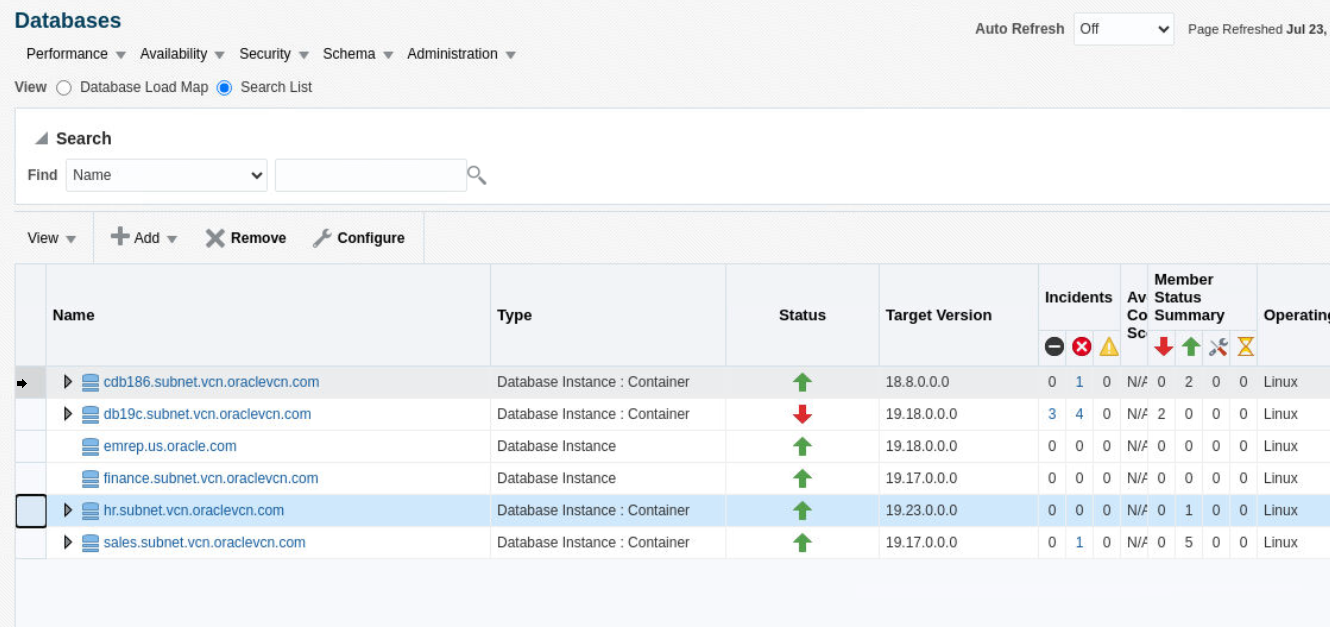 Databases
Auto Refresh Off Page Refreshed Jul 23,
Performance Availability Security Schema Administration
View Database Load Map Search List
Search
Find Name
View Add Remove Configure
Name Type Status Target Version Incidents Member Status Summary
cdb186.subnet.vcn.oraclevcn.com Database Instance : Container 18.8.0.0.0 0 1 0 N/A 0 2 0 0 Linux
db19c.subnet.vcn.oraclevcn.com Database Instance : Container 19.18.0.0.0 3 4 0 N/A 2 0 0 0 Linux
emrep.us.oracle.com Database Instance 19.18.0.0.0 0 0 0 N/A 0 0 0 0 Linux
finance.subnet.vcn.oraclevcn.com Database Instance 19.17.0.0.0 0 0 0 N/A 0 0 0 0 Linux
hr.subnet.vcn.oraclevcn.com Database Instance : Container 19.23.0.0.0 0 0 0 N/A 0 1 0 0 Linux
sales.subnet.vcn.oraclevcn.com Database Instance : Container 19.17.0.0.0 0 1 0 N/A 0 5 0 0 Linux